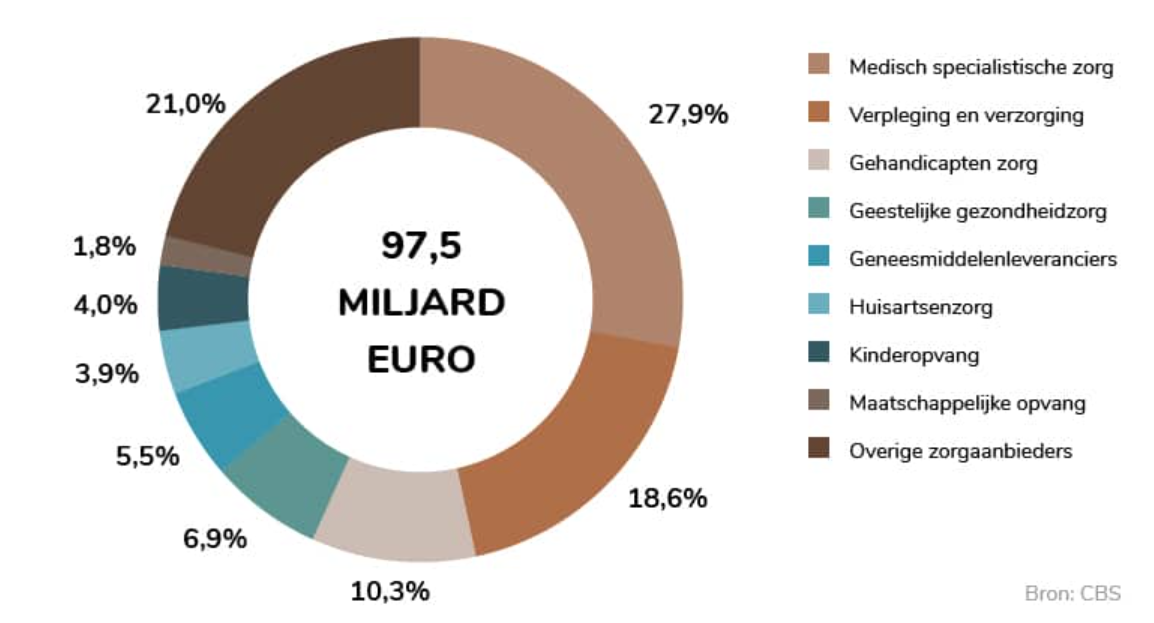 21,0%
27,9%
1,8%
4,0%
3,9%
5,5%
6,9%
10,3%
18,6%
97,5
MILJARD
EURO
Medisch specialistische zorg
Verpleging en verzorging
Gehandicapten zorg
Geestelijke gezondheidzorg
Geneesmiddelenleveranciers
Huisartsenzorg
Kinderopvang
Maatschappelijke opvang
Overige zorgaanbieders
Bron: CBS